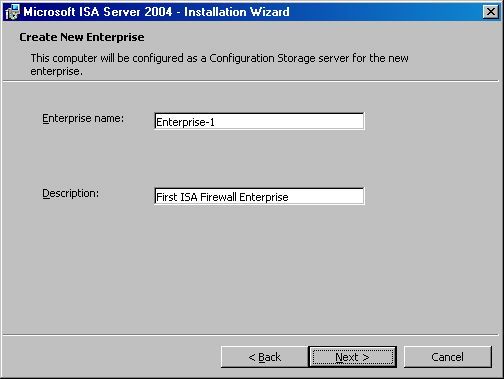 Microsoft ISA Server 2004 - Installation Wizard
Create New Enterprise
This computer will be configured as a Configuration Storage server for the new
enterprise.
Enterprise name: Enterprise-1
Description: First ISA Firewall Enterprise
< Back Next > Cancel